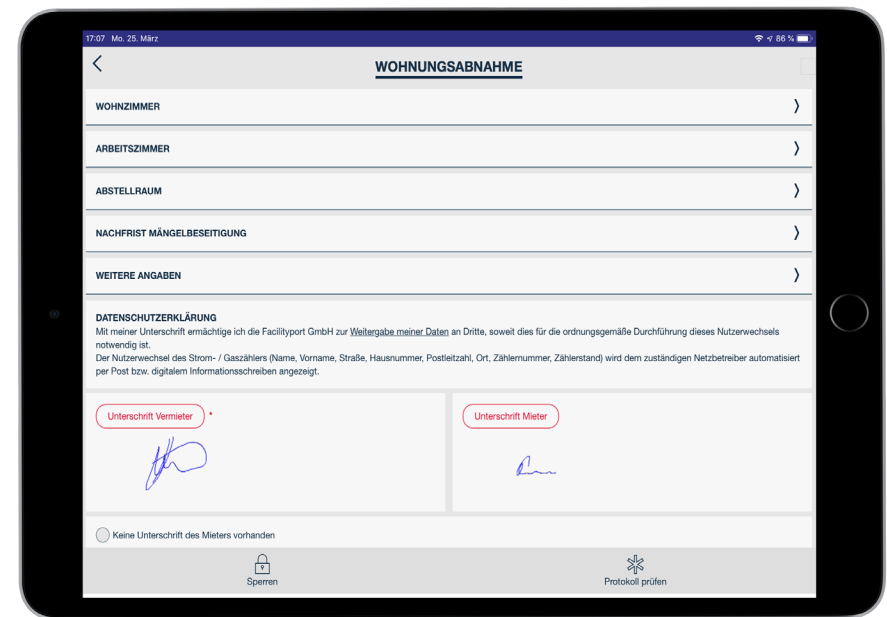 17:07 Mo. 25. März
86 %
WOHNUNGSABNAHME
WOHNZIMMER
ARBEITSZIMMER
ABSTELLRAUM
NACHFRIST MÄNGELBESEITIGUNG
WEITERE ANGABEN
DATENSCHUTZERKLÄRUNG
Mit meiner Unterschrift ermächtige ich die Facilityport GmbH zur Weitergabe meiner Daten an Dritte, soweit dies für die ordnungsgemäße Durchführung dieses Nutzerwechsels
notwendig ist.
Der Nutzerwechsel des Strom- / Gaszählers (Name, Vorname, Straße, Hausnummer, Postleitzahl, Ort, Zählernummer, Zählerstand) wird dem zuständigen Netzbetreiber automatisiert
per Post bzw. digitalem Informationsschreiben angezeigt.
Unterschrift Vermieter *
Unterschrift Mieter
Keine Unterschrift des Mieters vorhanden
Sperren
Protokoll prüfen